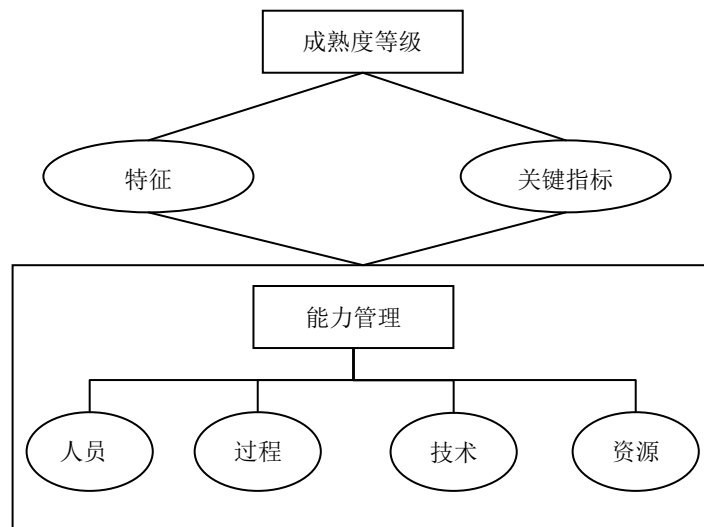 成熟度等级
特征
关键指标
能力管理
人员
过程
技术
资源